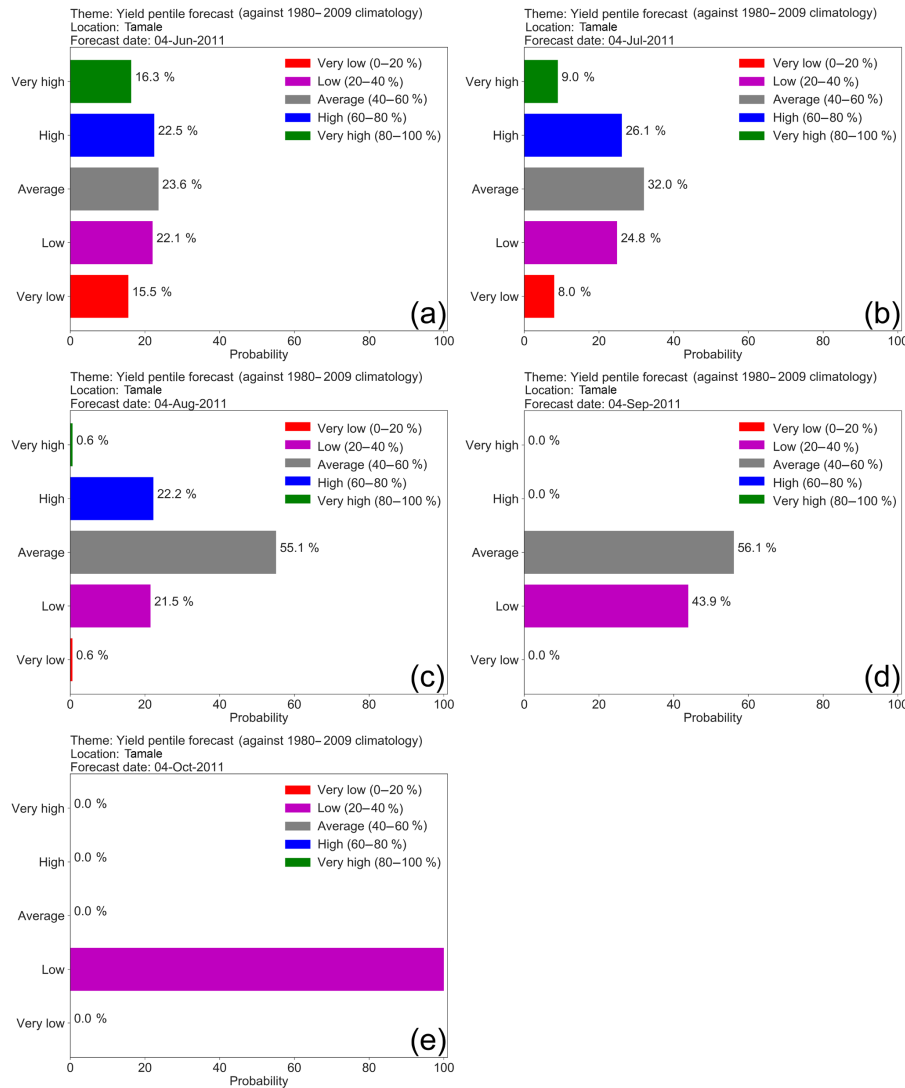 Theme: Yield pentile forecast (against 1980–2009 climatology)
Location: Tamale
Forecast date: 04-Jun-2011
Very high
16.3 %
High
22.5 %
Average
23.6 %
Low
22.1 %
Very low
15.5 %
Very low (0–20 %)
Low (20–40 %)
Average (40–60 %)
High (60–80 %)
Very high (80–100 %)
(a)
0 20 40 60 80 100
Probability
Theme: Yield pentile forecast (against 1980–2009 climatology)
Location: Tamale
Forecast date: 04-Jul-2011
Very high
9.0 %
High
26.1 %
Average
32.0 %
Low
24.8 %
Very low
8.0 %
Very low (0–20 %)
Low (20–40 %)
Average (40–60 %)
High (60–80 %)
Very high (80–100 %)
(b)
0 20 40 60 80 100
Probability
Theme: Yield pentile forecast (against 1980–2009 climatology)
Location: Tamale
Forecast date: 04-Aug-2011
Very high
0.6 %
High
22.2 %
Average
55.1 %
Low
21.5 %
Very low
0.6 %
Very low (0–20 %)
Low (20–40 %)
Average (40–60 %)
High (60–80 %)
Very high (80–100 %)
(c)
0 20 40 60 80 100
Probability
Theme: Yield pentile forecast (against 1980–2009 climatology)
Location: Tamale
Forecast date: 04-Sep-2011
Very high
0.0 %
High
0.0 %
Average
56.1 %
Low
43.9 %
Very low
0.0 %
Very low (0–20 %)
Low (20–40 %)
Average (40–60 %)
High (60–80 %)
Very high (80–100 %)
(d)
0 20 40 60 80 100
Probability
Theme: Yield pentile forecast (against 1980–2009 climatology)
Location: Tamale
Forecast date: 04-Oct-2011
Very high
0.0 %
High
0.0 %
Average
0.0 %
Low
Very low
0.0 %
Very low (0–20 %)
Low (20–40 %)
Average (40–60 %)
High (60–80 %)
Very high (80–100 %)
(e)
0 20 40 60 80 100
Probability